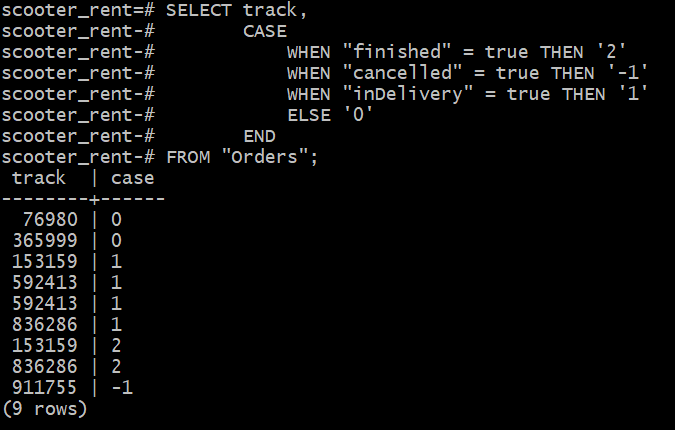 scooter_rent=# SELECT track,
scooter_rent-#        CASE
scooter_rent-#            WHEN "finished" = true THEN '2'
scooter_rent-#            WHEN "cancelled" = true THEN '-1'
scooter_rent-#            WHEN "inDelivery" = true THEN '1'
scooter_rent-#            ELSE '0'
scooter_rent-#        END
scooter_rent-# FROM "Orders";
 track  | case
--------+------
  76980 | 0
 365999 | 0
 153159 | 1
 592413 | 1
 592413 | 1
 836286 | 1
 153159 | 2
 836286 | 2
 911755 | -1
(9 rows)